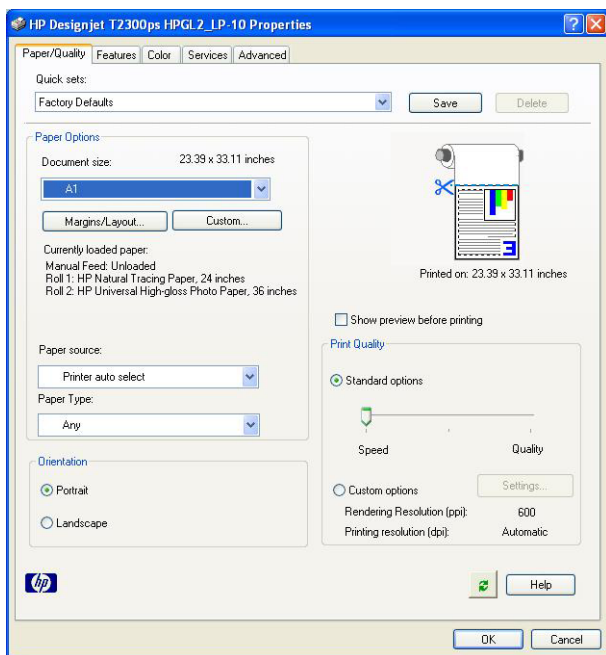 HP Designjet T2300ps HPGL2_LP-10 Properties
Paper/Quality Features Color Services Advanced
Quick sets:
Factory Defaults Save Delete
Paper Options
Document size: 23.39 x 33.11 inches
A1
Margins/Layout... Custom...
Currently loaded paper:
Manual Feed: Unloaded
Roll 1: HP Natural Tracing Paper, 24 inches
Roll 2: HP Universal High-gloss Photo Paper, 36 inches
Paper source:
Printer auto select
Paper Type:
Any
Orientation
Portrait
Landscape
3
Printed on: 23.39 x 33.11 inches
Show preview before printing
Print Quality
Standard options
Speed Quality
Custom options Settings...
Rendering Resolution (ppi): 600
Printing resolution (dpi): Automatic
hp Help
OK Cancel